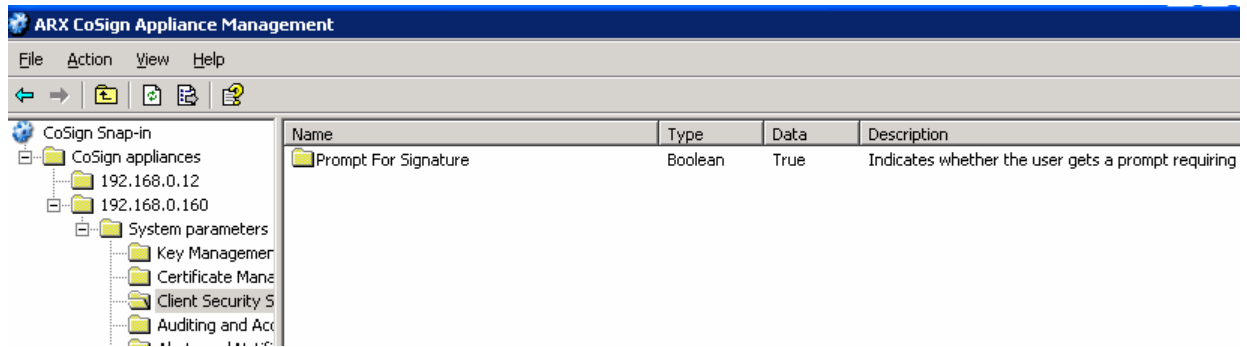 ARX CoSign Appliance Management
File Action View Help
CoSign Snap-in
CoSign appliances
192.168.0.12
192.168.0.160
System parameters
Key Managemer
Certificate Mana
Client Security S
Auditing and Acc
Name Type Data Description
Prompt For Signature Boolean True Indicates whether the user gets a prompt requiring